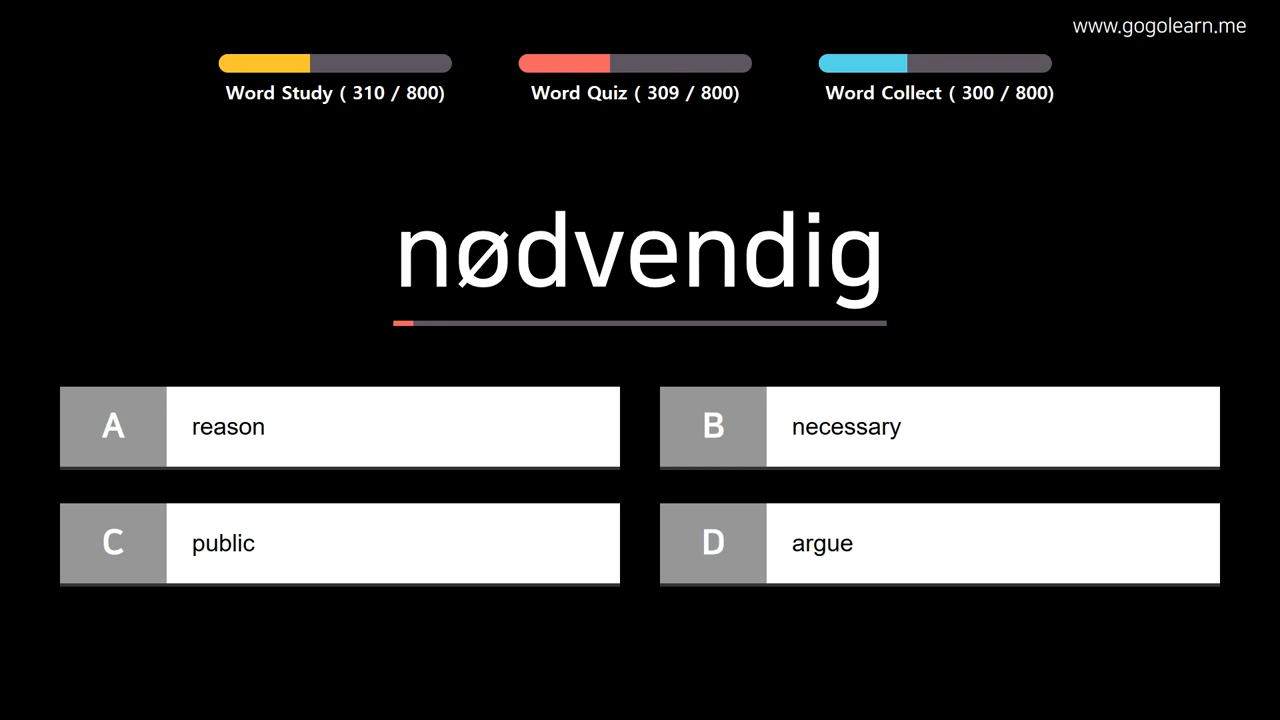 www.gogolearn.me
Word Study ( 310 / 800)
Word Quiz ( 309 / 800)
Word Collect ( 300 / 800)
nødvendig
A reason
B necessary
C public
D argue